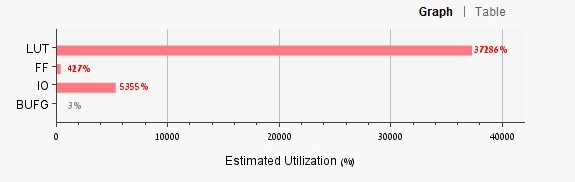 Graph | Table
LUT 37286%
FF 427%
IO 5355%
BUFG 3%
0 10000 20000 30000 40000
Estimated Utilization (%)